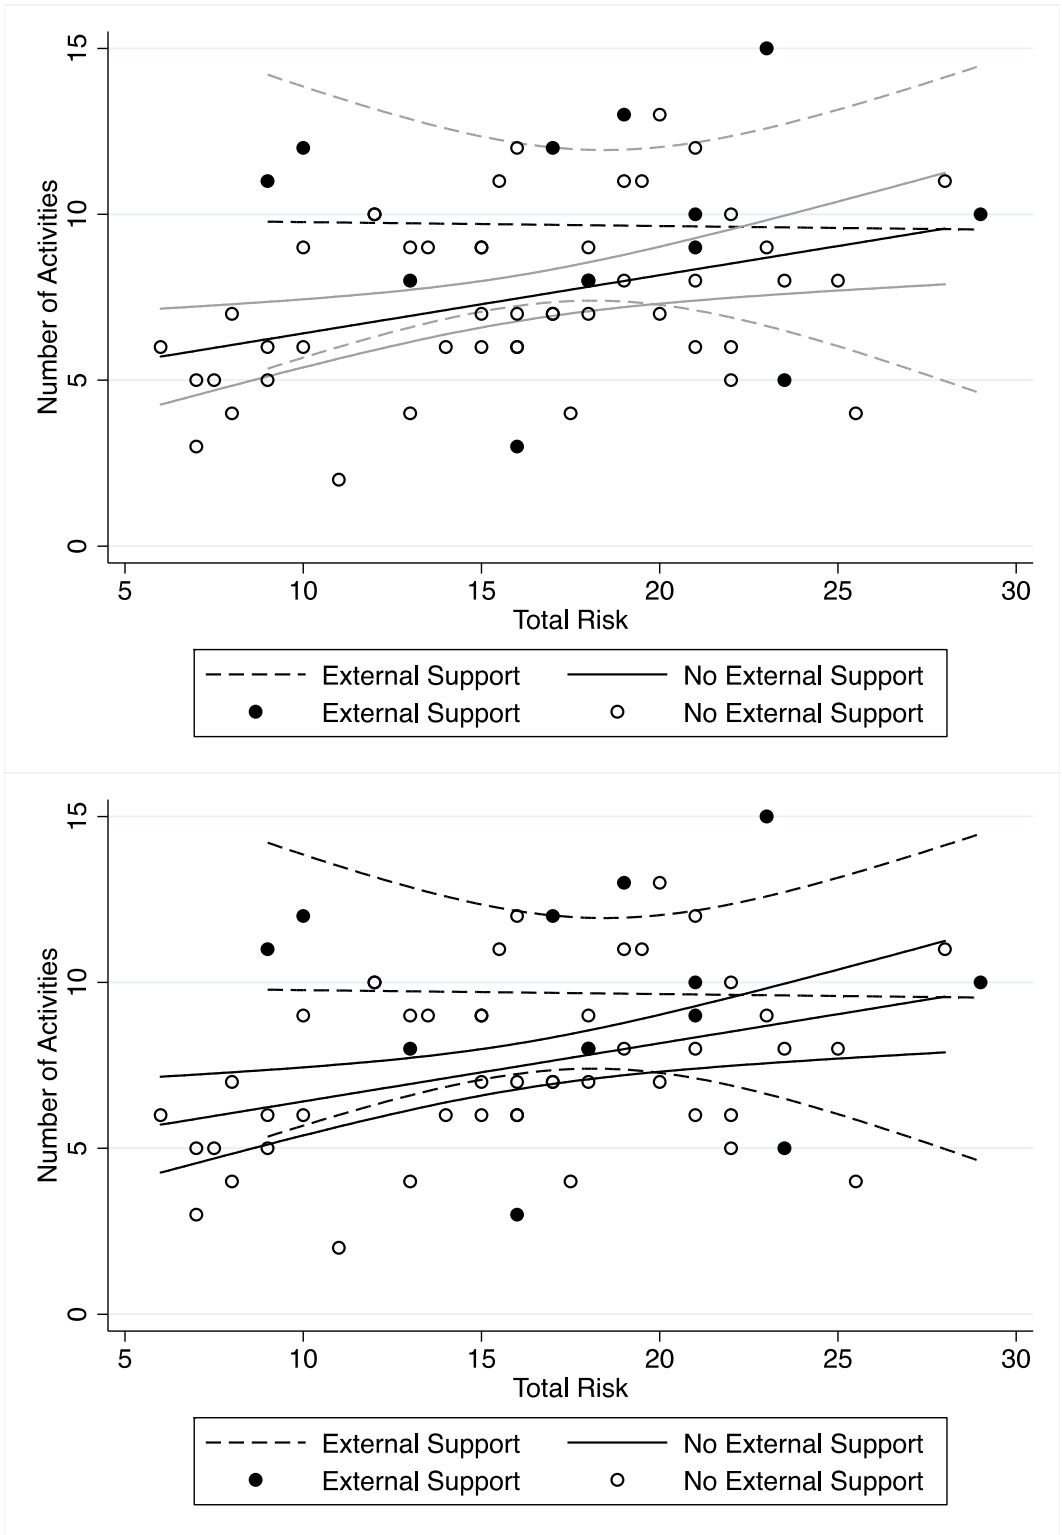 15
10
5
0
Number of Activities
5 10 15 20 25 30
Total Risk
External Support No External Support
External Support No External Support
15
10
5
0
Number of Activities
5 10 15 20 25 30
Total Risk
External Support No External Support
External Support No External Support